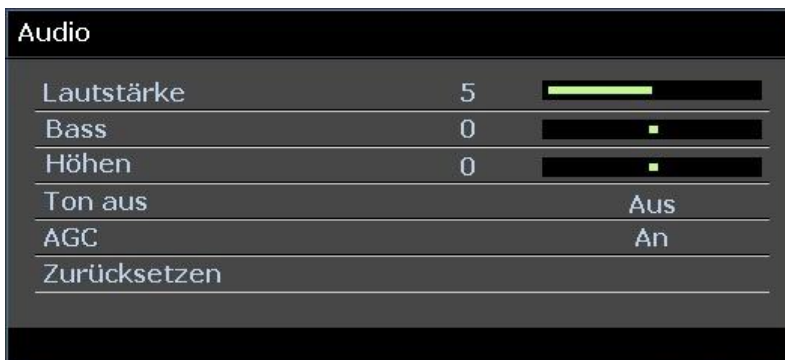 Audio
Lautstärke 5
Bass 0
Höhen 0
Ton aus Aus
AGC An
Zurücksetzen